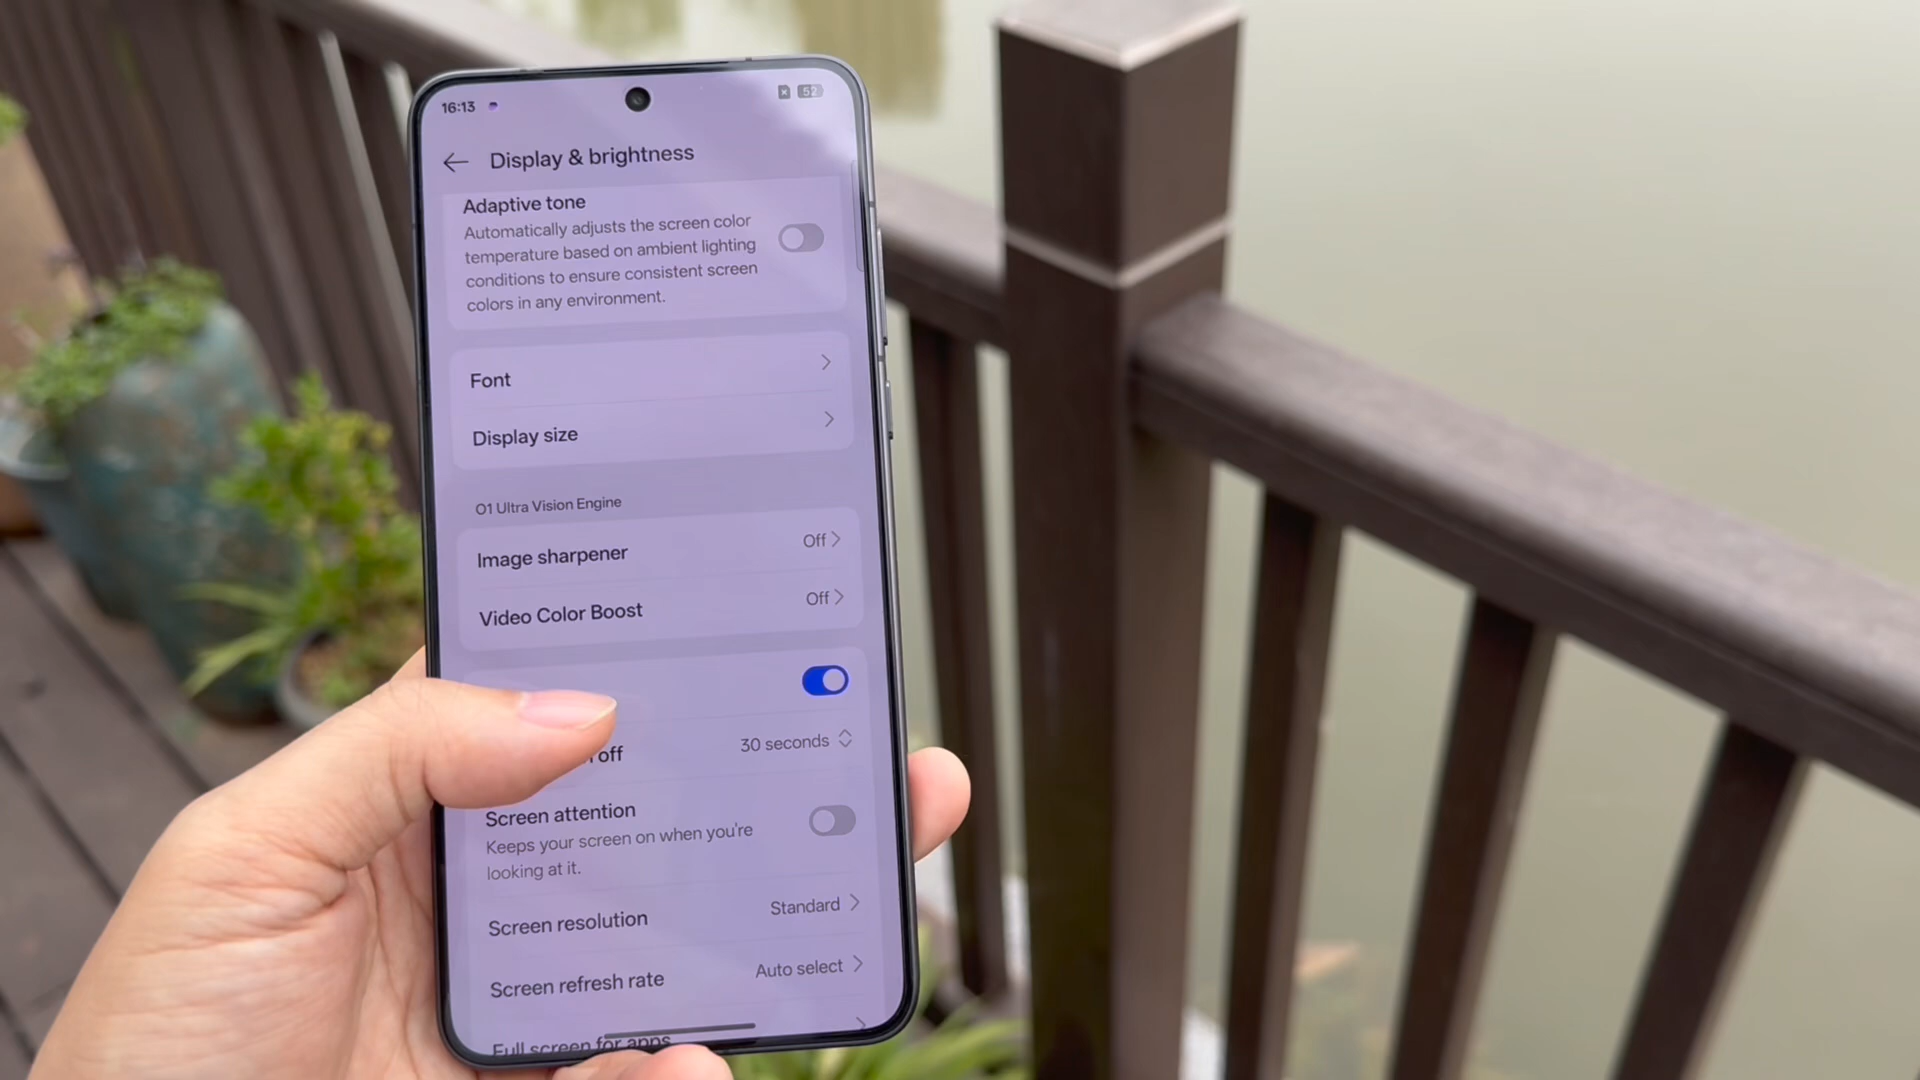 16:13
52
Display & brightness
Adaptive tone
Automatically adjusts the screen color
temperature based on ambient lighting
conditions to ensure consistent screen
colors in any environment.
Font
Display size
O1 Ultra Vision Engine
Image sharpener Off
Video Color Boost Off
off 30 seconds
Screen attention
Keeps your screen on when you're
looking at it.
Screen resolution Standard
Screen refresh rate Auto select
Full screen for apps